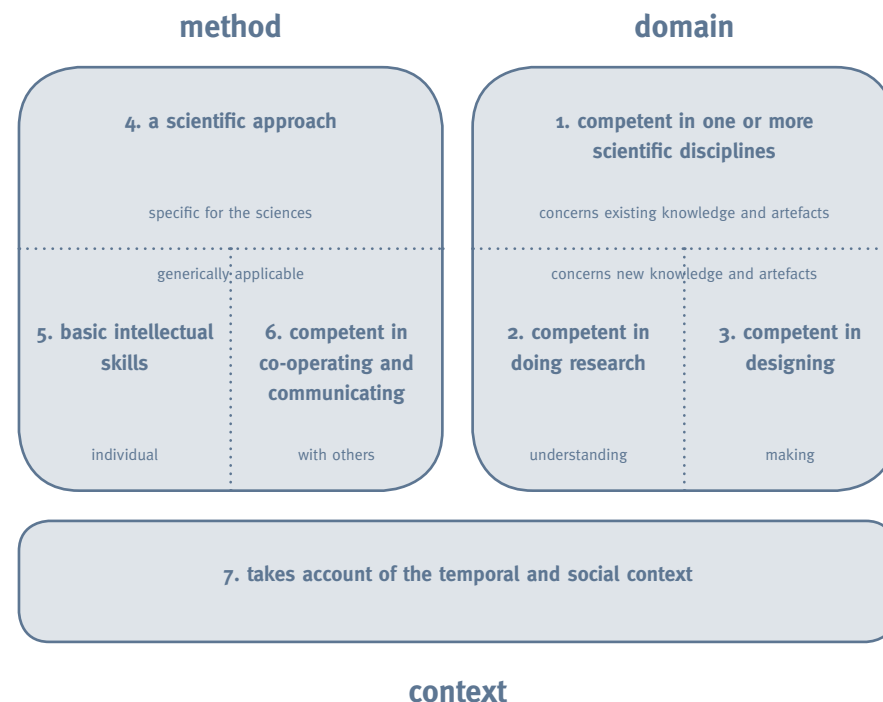 method
4. a scientific approach
specific for the sciences
generically applicable
5. basic intellectual
skills
individual
6. competent in
co-operating and
communicating
with others
domain
1. competent in one or more
scientific disciplines
concerns existing knowledge and artefacts
concerns new knowledge and artefacts
2. competent in
doing research
understanding
3. competent in
designing
making
7. takes account of the temporal and social context
context